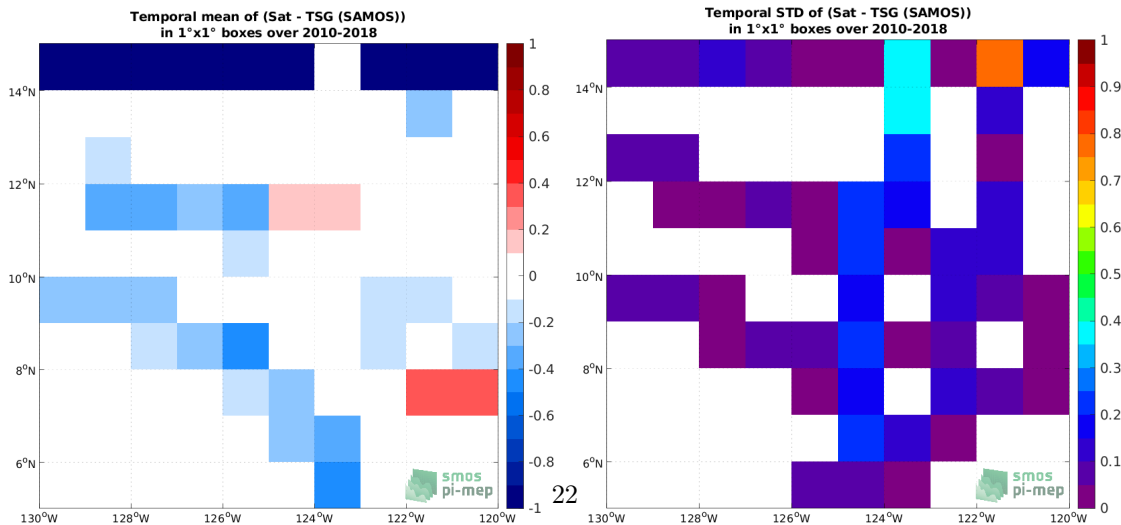 Temporal mean of (Sat - TSG (SAMOS))
in 1°x1° boxes over 2010-2018
14°N
12°N
10°N
8°N
6°N
130°W
128°W
126°W
124°W
122°W
120°W
1
0.8
0.6
0.4
0.2
0
-0.2
-0.4
-0.6
-0.8
-1
smos
pi-mep
22
Temporal STD of (Sat - TSG (SAMOS))
in 1°x1° boxes over 2010-2018
14°N
12°N
10°N
8°N
6°N
130°W
128°W
126°W
124°W
122°W
120°W
1
0.9
0.8
0.7
0.6
0.5
0.4
0.3
0.2
0.1
0
smos
pi-mep